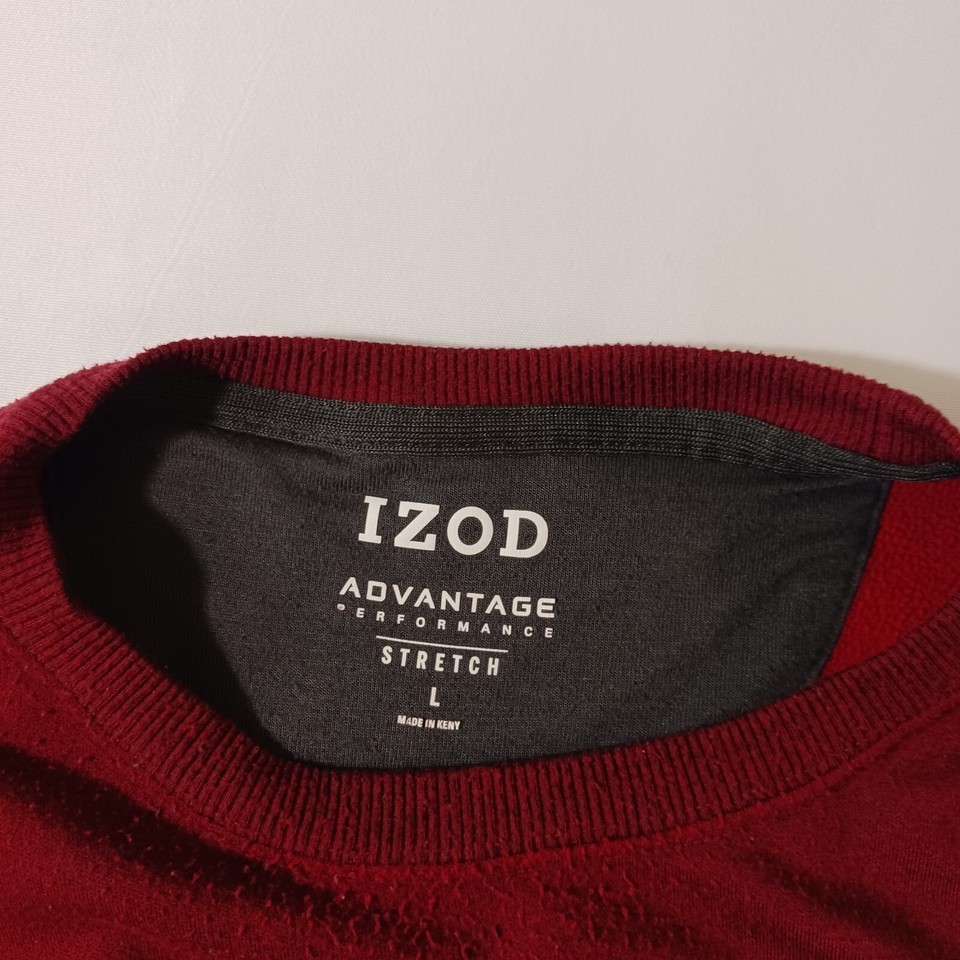 IZOD
ADVANTAGE
PERFORMANCE
STRETCH
L
MADE IN KENY